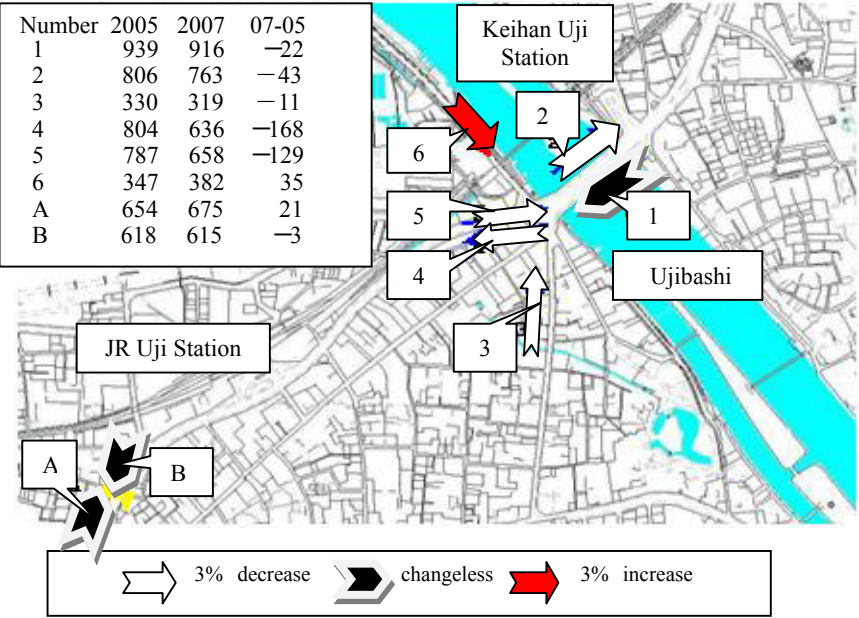 Number 2005 2007 07-05
1 939 916 —22
2 806 763 —43
3 330 319 —11
4 804 636 —168
5 787 658 —129
6 347 382 35
A 654 675 21
B 618 615 —3
Keihan Uji
Station
2
6
5
1
4
Ujibashi
3
JR Uji Station
A
B
3% decrease
changeless
3% increase